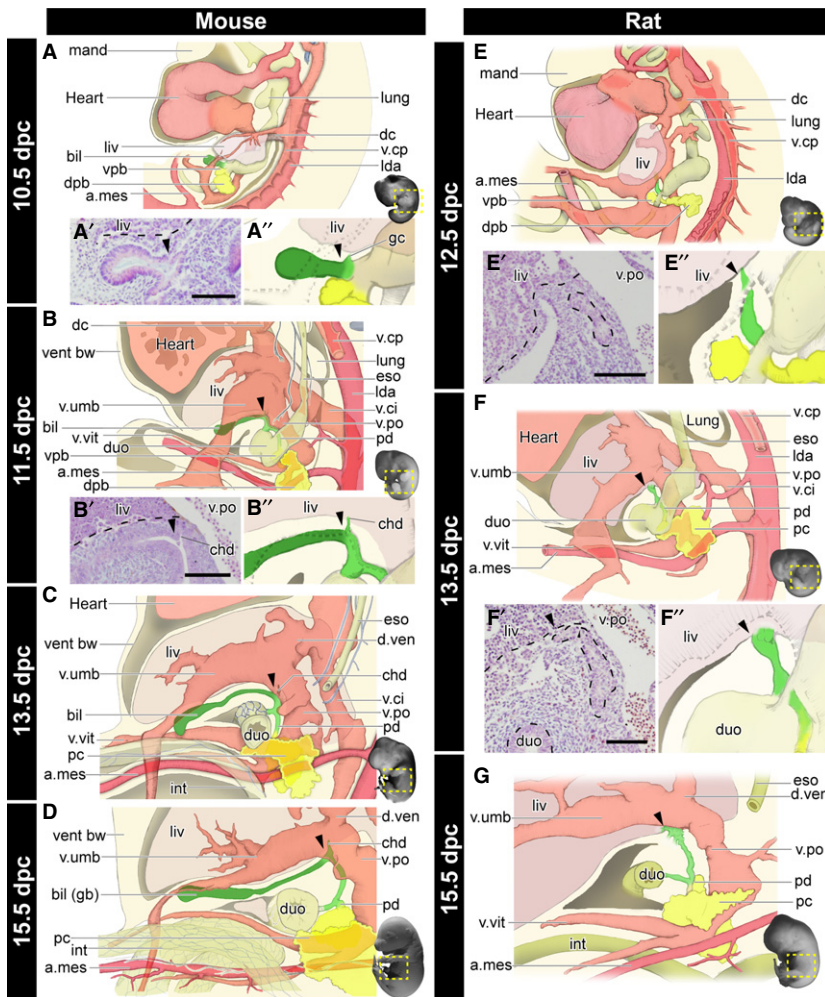 Mouse
Rat
10.5 dpc
A
mand
Heart
lung
liv
bil
vpb
dpb
a.mes
dc
v.cp
lda
A′
liv
A″
gc
11.5 dpc
B
dc
vent bw
Heart
liv
v.umb
bil
v.vit
duo
vpb
a.mes
dpb
v.cp
lung
eso
lda
v.ci
v.po
pd
B′
liv
v.po
chd
B″
liv
chd
13.5 dpc
C
Heart
vent bw
liv
v.umb
bil
duo
v.vit
pc
a.mes
int
eso
d.ven
chd
v.ci
v.po
pd
15.5 dpc
D
vent bw
liv
v.umb
bil (gb)
duo
pc
int
a.mes
d.ven
chd
v.po
pd
12.5 dpc
E
mand
Heart
liv
a.mes
vpb
dpb
dc
lung
v.cp
lda
E′
liv
v.po
E″
liv
13.5 dpc
F
Heart
Lung
liv
v.umb
duo
v.vit
a.mes
v.cp
eso
lda
v.po
v.ci
pd
pc
F′
liv
v.po
duo
F″
liv
duo
15.5 dpc
G
liv
v.umb
duo
v.vit
int
a.mes
eso
d.ven
v.po
pd
pc